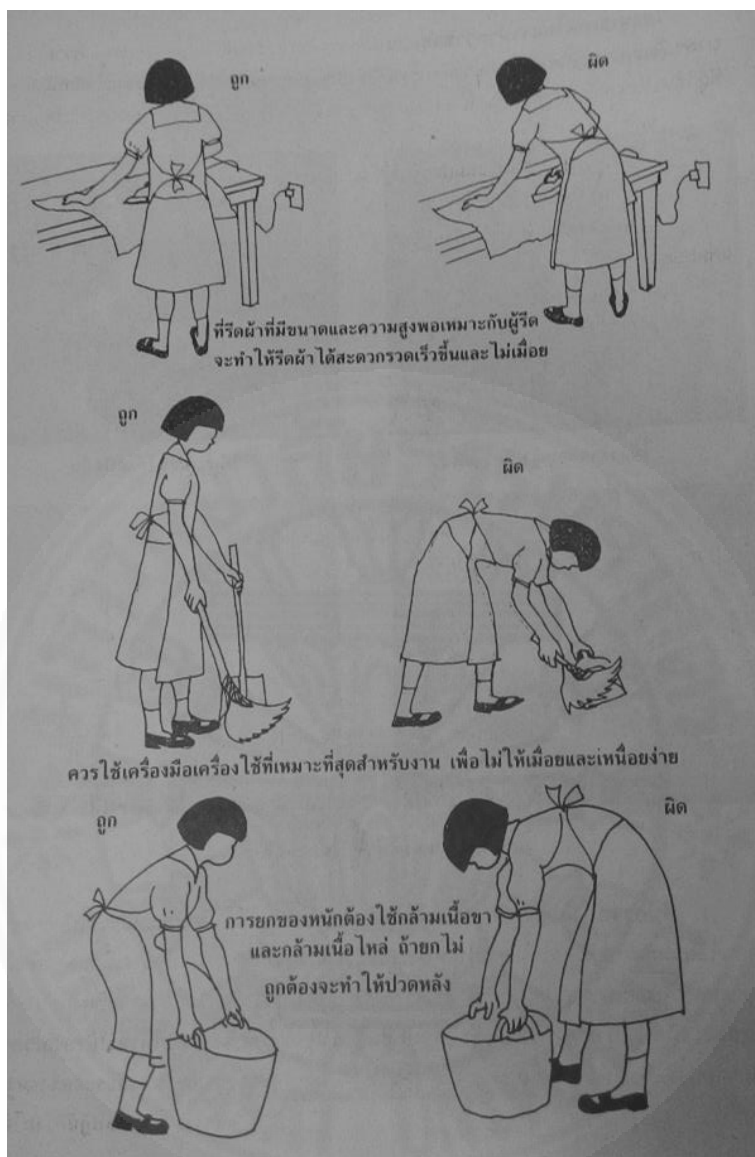 ถูก
ผิด
ที่รีดผ้าที่มีขนาดและความสูงพอเหมาะกับผู้รีด
จะทำให้รีดผ้าได้สะดวกรวดเร็วขึ้นและไม่เมื่อย
ถูก
ผิด
ควรใช้เครื่องมือเครื่องใช้ที่เหมาะที่สุดสำหรับงาน เพื่อไม่ให้เมื่อยและเหนื่อยง่าย
ถูก
ผิด
การยกของหนักต้องใช้กล้ามเนื้อขา
และกล้ามเนื้อไหล่ ถ้ายกไม่
ถูกต้องจะทำให้ปวดหลัง